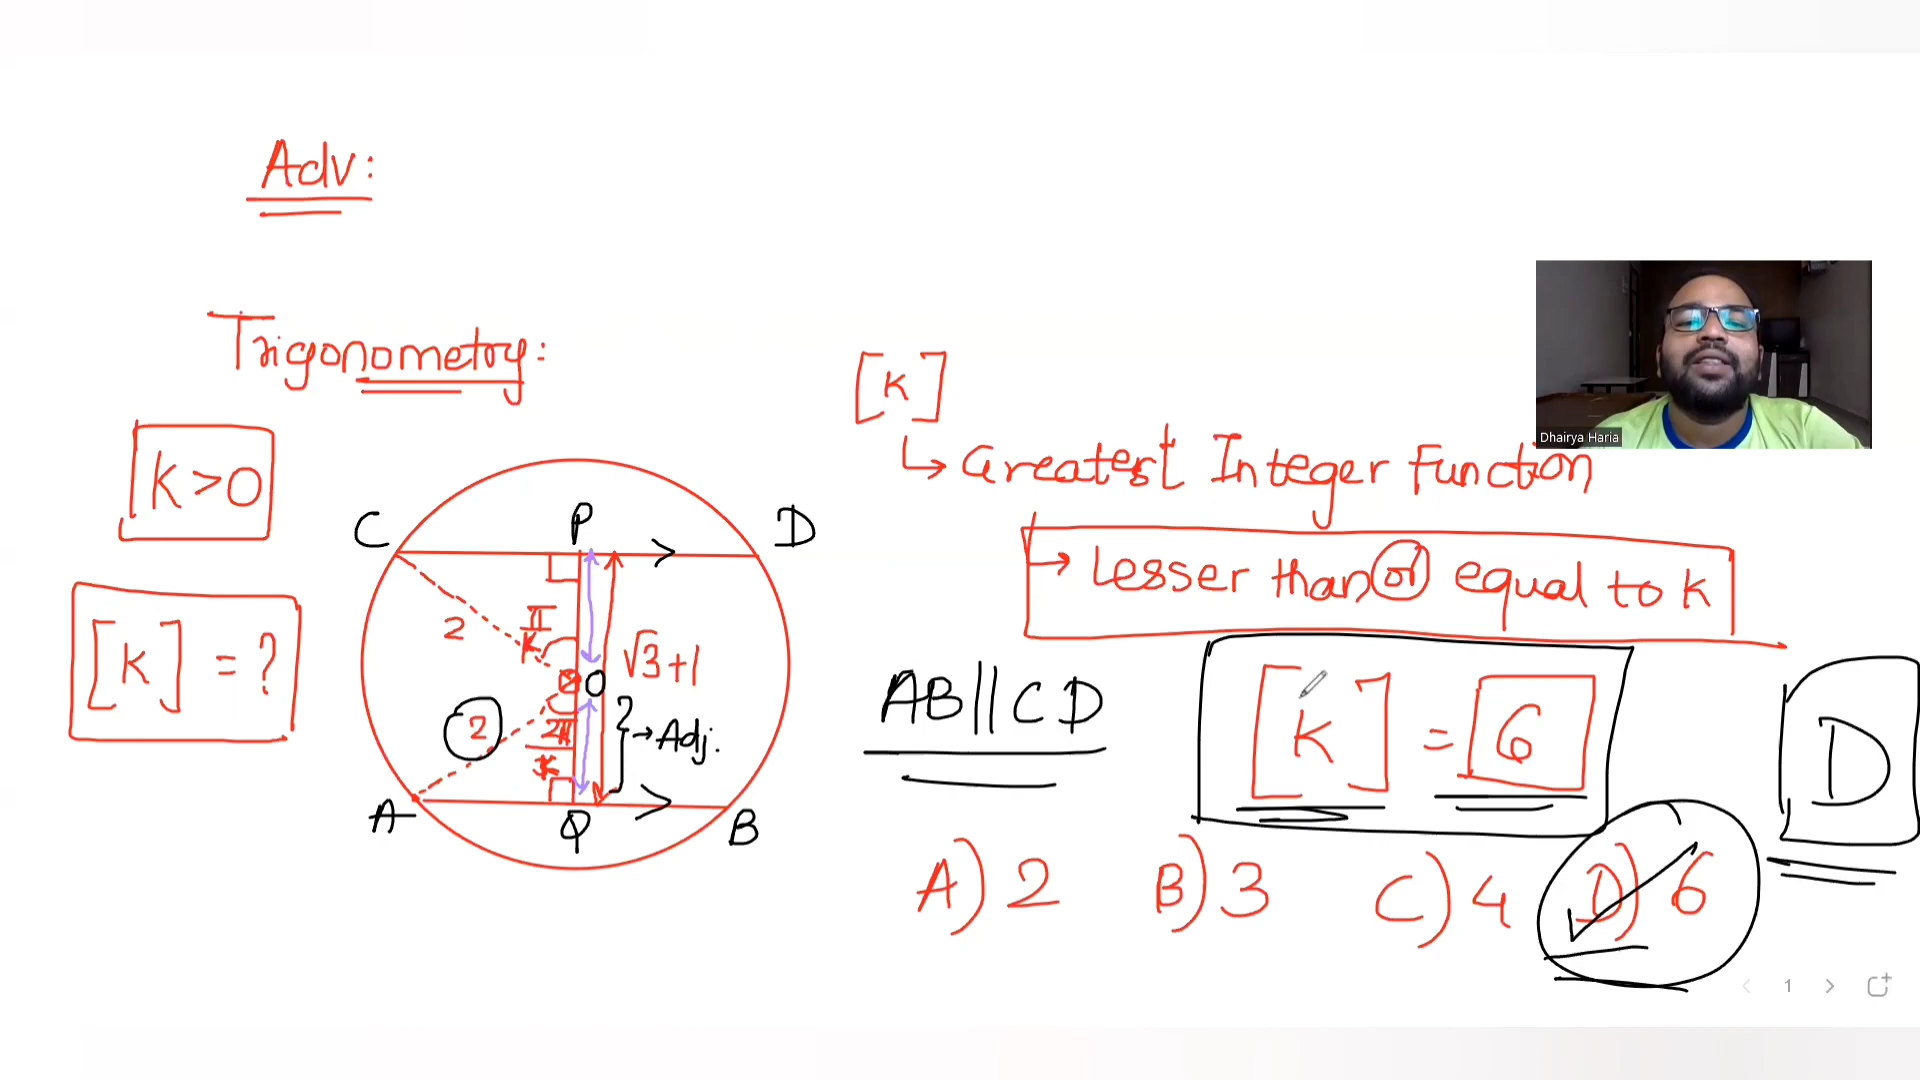 Adv:
Trigonometry:
K>0
[K] = ?
C
P
D
2
π
K
O
√3+1
2
2π
K
}→Adj.
A
Q
B
[K]
↳ Greatest Integer Function
→ Lesser than or equal to K
AB||CD
[K] = 6
D
A) 2 B) 3 C) 4 D) 6
Dhairya Haria
1